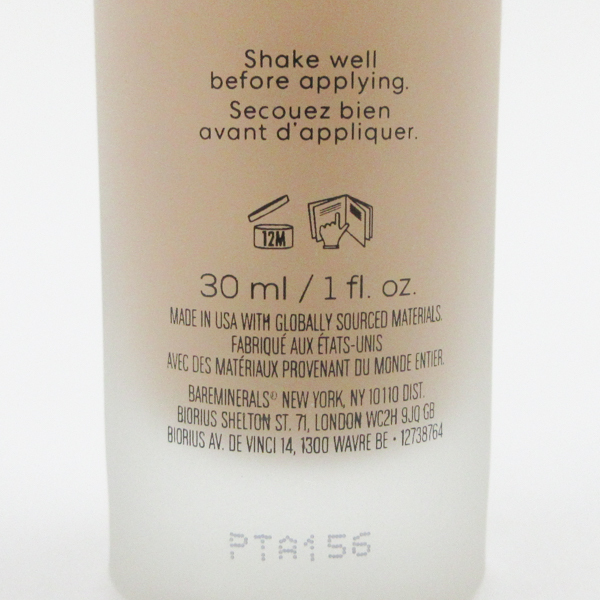 Shake well
before applying.
Secouez bien
avant d'appliquer.
12M
30 ml / 1 fl. oz.
MADE IN USA WITH GLOBALLY SOURCED MATERIALS.
FABRIQUÉ AUX ÉTATS-UNIS
AVEC DES MATÉRIAUX PROVENANT DU MONDE ENTIER.
BAREMINERALS® NEW YORK, NY 10110 DIST.
BIORIUS SHELTON ST. 71, LONDON WC2H 9JQ GB
BIORIUS AV. DE VINCI 14, 1300 WAVRE BE • 12738764
PTA156